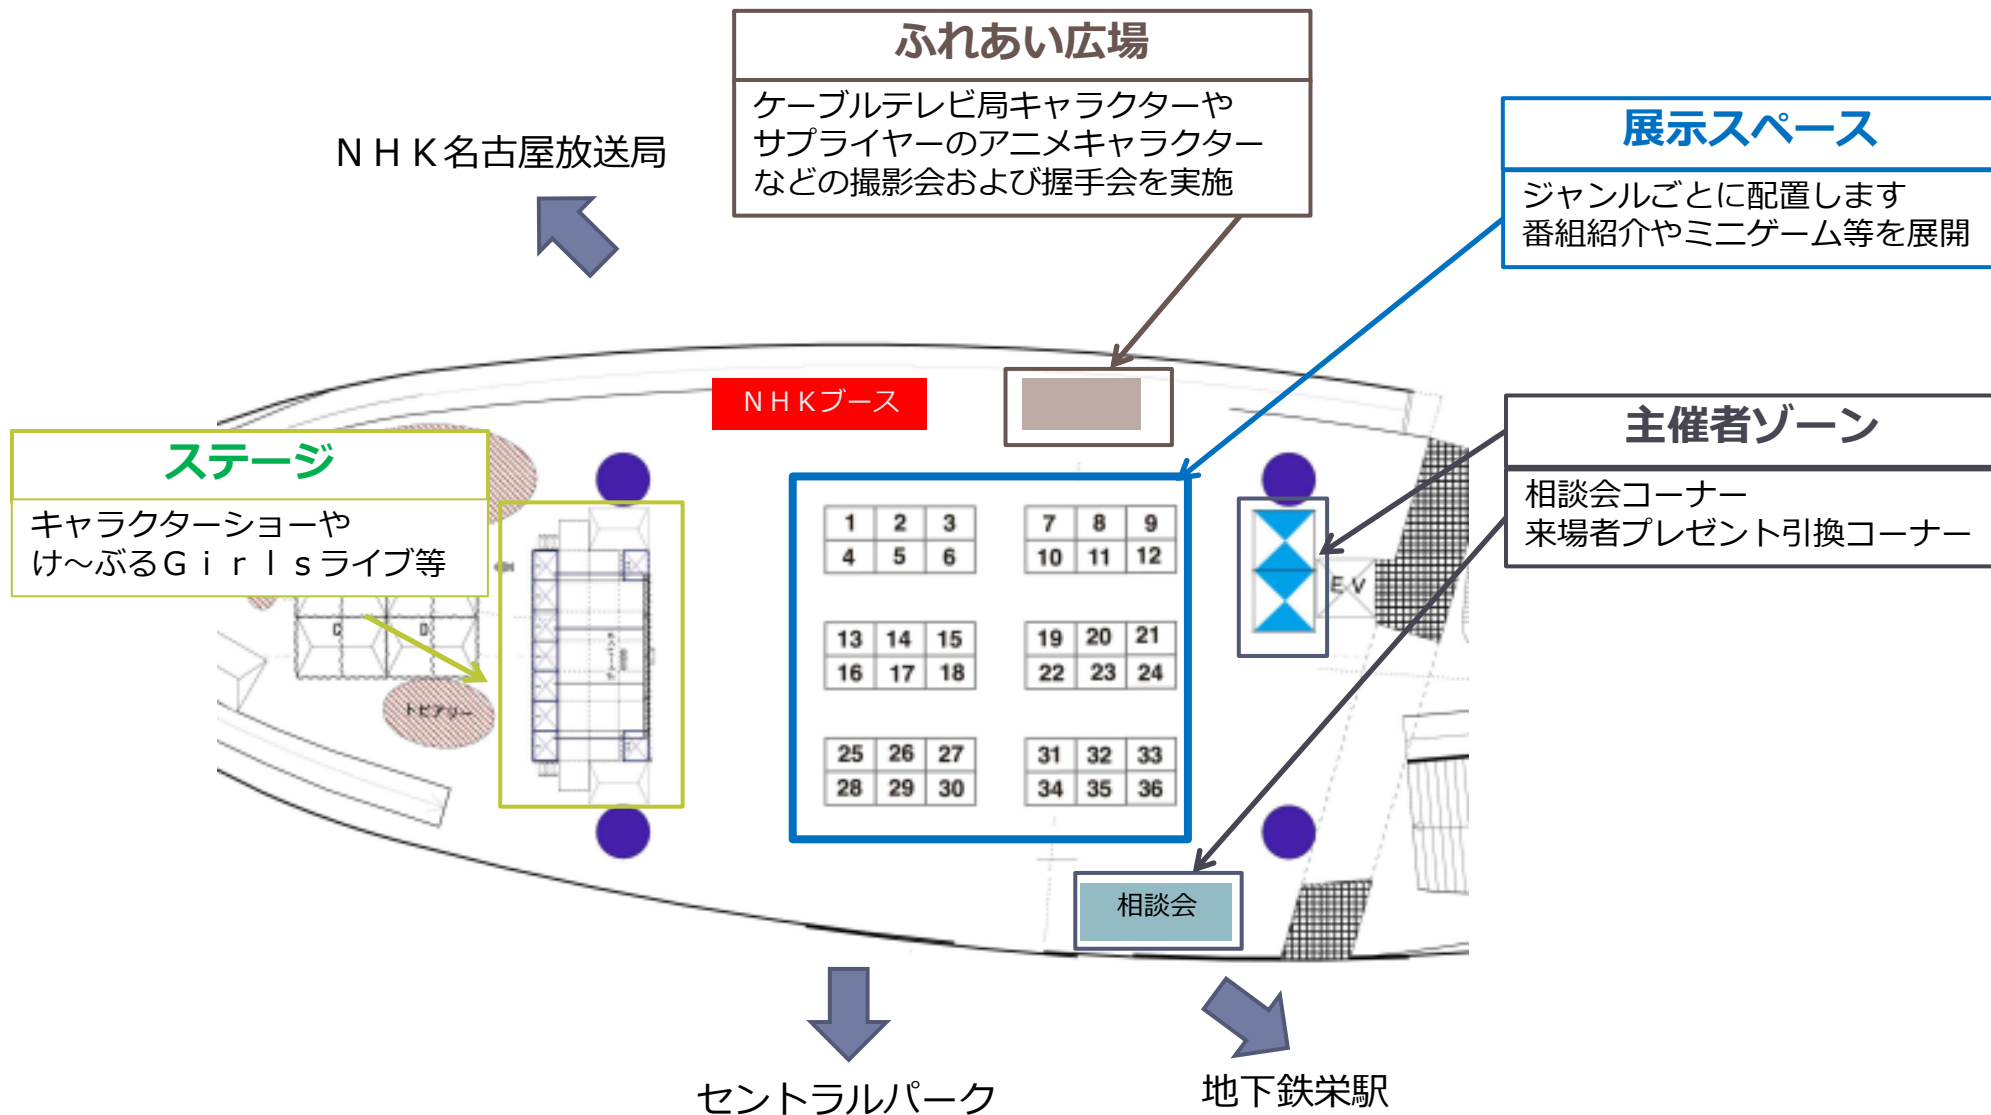 ふれあい広場
ケーブルテレビ局キャラクターや
サプライヤーのアニメキャラクター
などの撮影会および握手会を実施
ＮＨＫ名古屋放送局
展示スペース
ジャンルごとに配置します
番組紹介やミニゲーム等を展開
ＮＨＫブース
主催者ゾーン
相談会コーナー
来場者プレゼント引換コーナー
ステージ
キャラクターショーや
け～ぶるＧｉｒｌｓライブ等
1 2 3
4 5 6
7 8 9
10 11 12
E V
C D
トピアリー
13 14 15
16 17 18
19 20 21
22 23 24
25 26 27
28 29 30
31 32 33
34 35 36
相談会
セントラルパーク
地下鉄栄駅